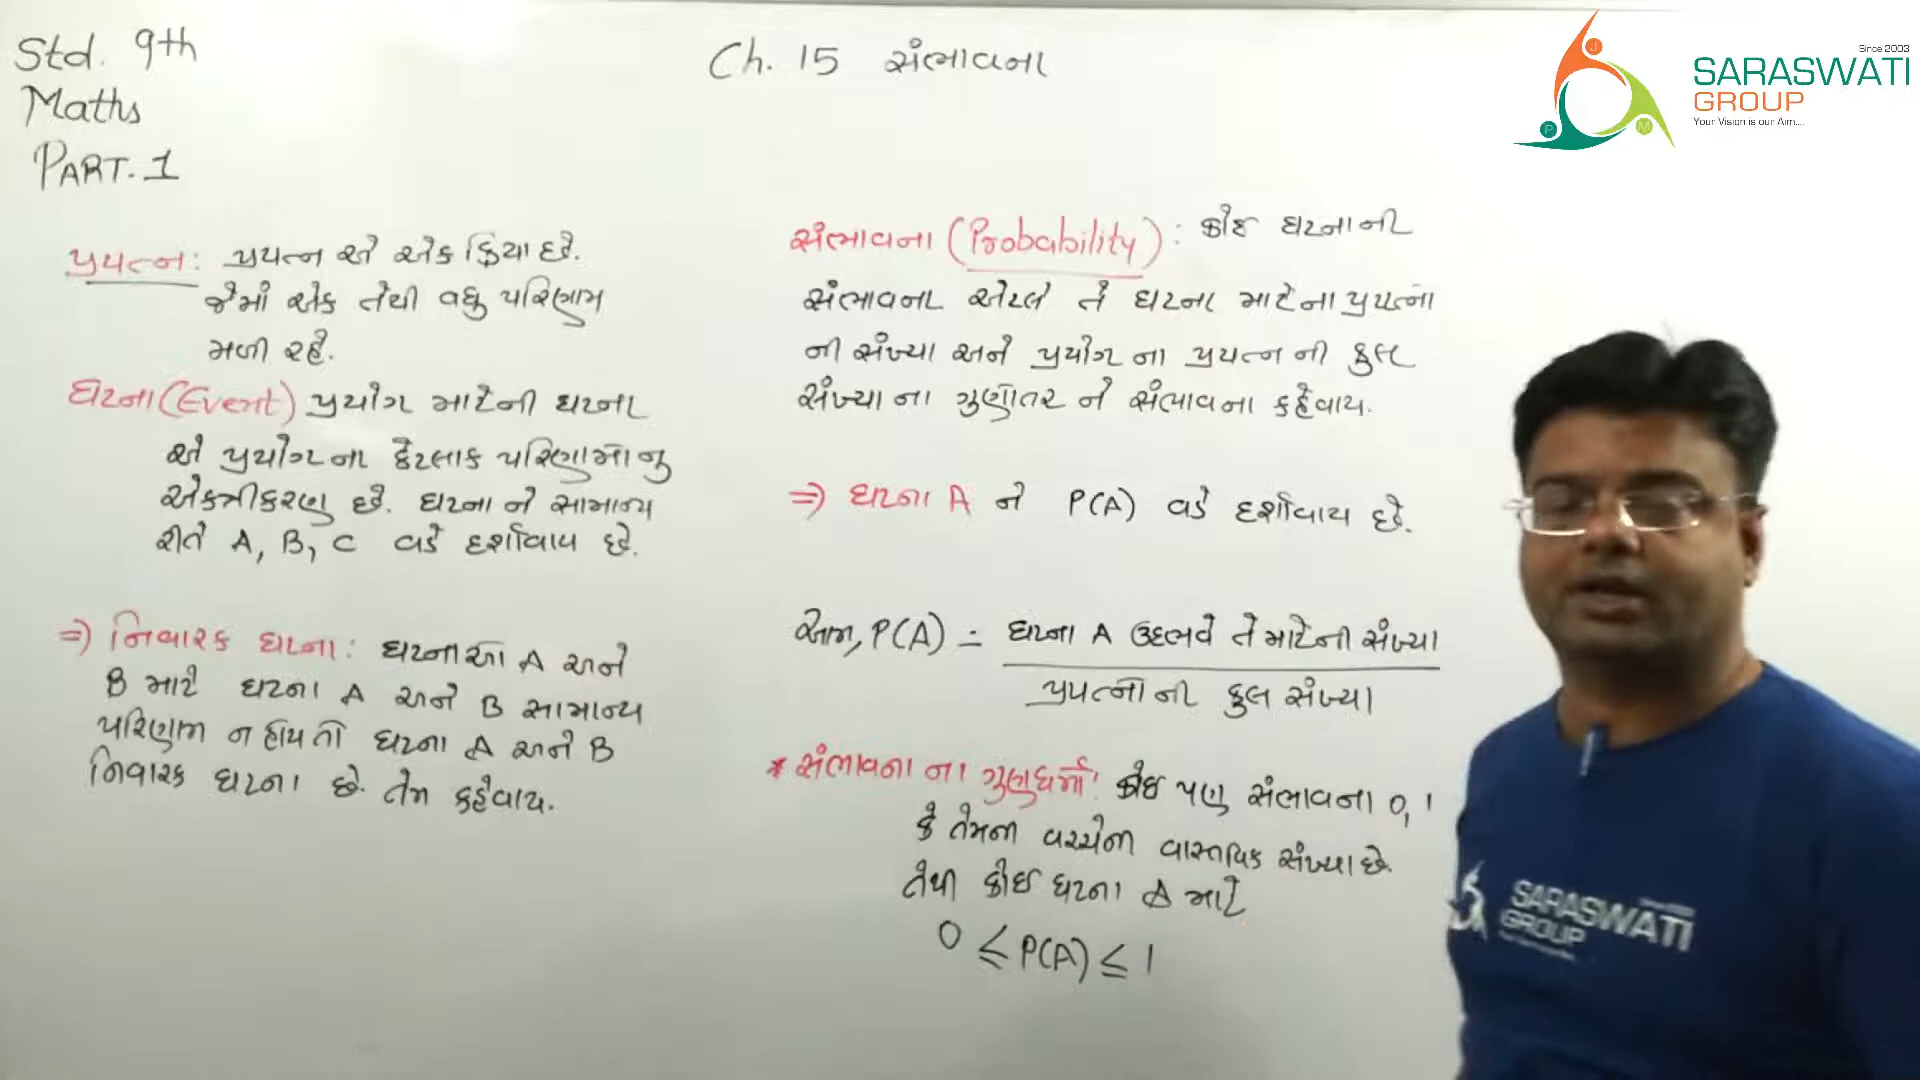 Std. 9th
Maths
PART.1
Ch. 15 સંભાવના
Since 2003
SARASWATI
GROUP
Your Vision is our Aim....
J
P
M
પ્રયત્ન: પ્રયત્ન એ એક ક્રિયા છે.
જેમાં એક તેથી વધુ પરિણામ
મળી રહે.
ઘટના (Event) પ્રયોગ માટેની ઘટના
એ પ્રયોગના કેટલાક પરિણામોનુ
એકત્રીકરણ છે. ઘટના ને સામાન્ય
રીતે A, B, C વડે દર્શાવાય છે.
⇒) નિવારક ઘટના: ઘટનાઓ A અને
B માટે ઘટના A અને B સામાન્ય
પરિણામ ન હોય તો ઘટના A અને B
નિવારક ઘટના છે તેમ કહેવાય.
સંભાવના (Probability): કોઇ ઘટનાની
સંભાવના એટલે તે ઘટના માટેના પ્રયત્નો
ની સંખ્યા અને પ્રયોગ ના પ્રયત્ન ની કુલ
સંખ્યા ના ગુણોતર ને સંભાવના કહેવાય.
⇒) ઘટના A ને P(A) વડે દર્શાવાય છે.
આમ, P(A) = ઘટના A ઉદભવે તે માટેની સંખ્યા
પ્રયત્નોની કુલ સંખ્યા
* સંભાવના ના ગુણધર્મો: કોઇ પણ સંભાવના 0, 1
કે તેમની વચ્ચેની વાસ્તવિક સંખ્યા છે.
તેથી કોઇ ઘટના A માટે
0 ≤ P(A) ≤ 1
SARASWATI
GROUP